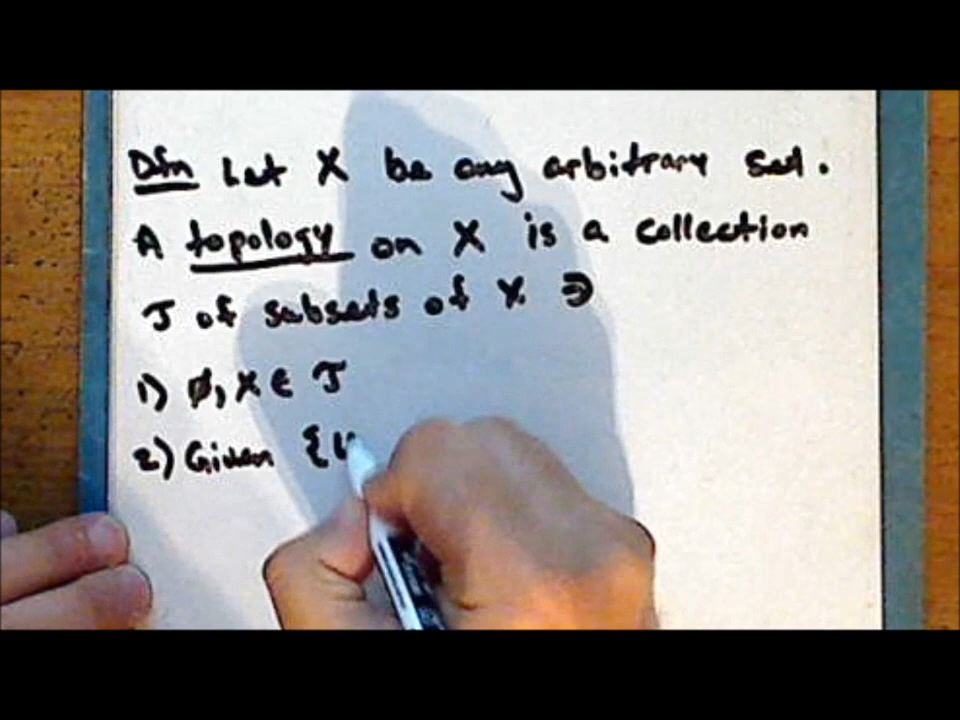 Dfn Let X be any arbitrary set.
A topology on X is a collection
T of subsets of X ∋
1) ∅, X ∈ T
2) Given {U